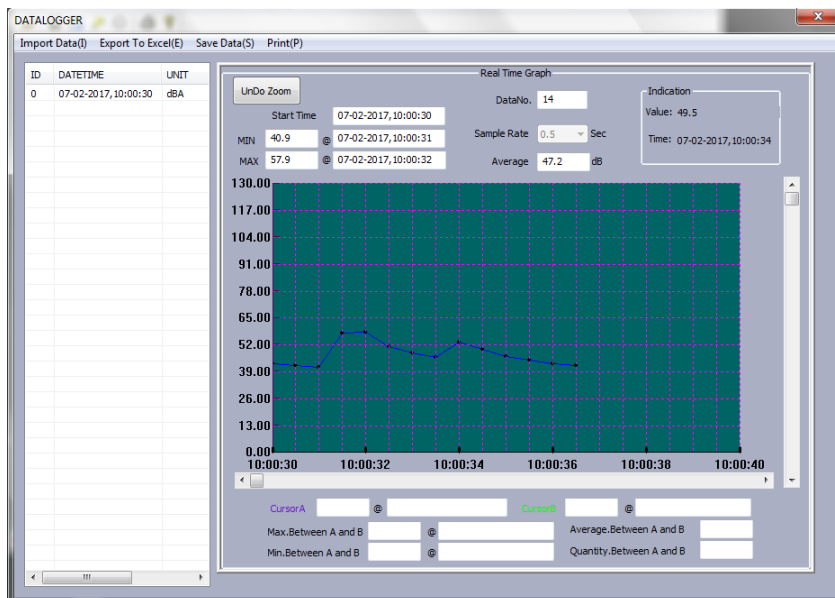 DATALOGGER
Import Data(I) Export To Excel(E) Save Data(S) Print(P)
ID DATETIME UNIT
0 07-02-2017,10:00:30 dBA
Real Time Graph
UnDo Zoom
DataNo. 14
Start Time 07-02-2017,10:00:30
MIN 40.9 @ 07-02-2017,10:00:31
Sample Rate 0.5 Sec
MAX 57.9 @ 07-02-2017,10:00:32
Average 47.2 dB
Indication
Value: 49.5
Time: 07-02-2017,10:00:34
130.00
117.00
104.00
91.00
78.00
65.00
52.00
39.00
26.00
13.00
0.00
10:00:30 10:00:32 10:00:34 10:00:36 10:00:38 10:00:40
CursorA @ CursorB @
Max.Between A and B @ Average.Between A and B
Min.Between A and B @ Quantity.Between A and B